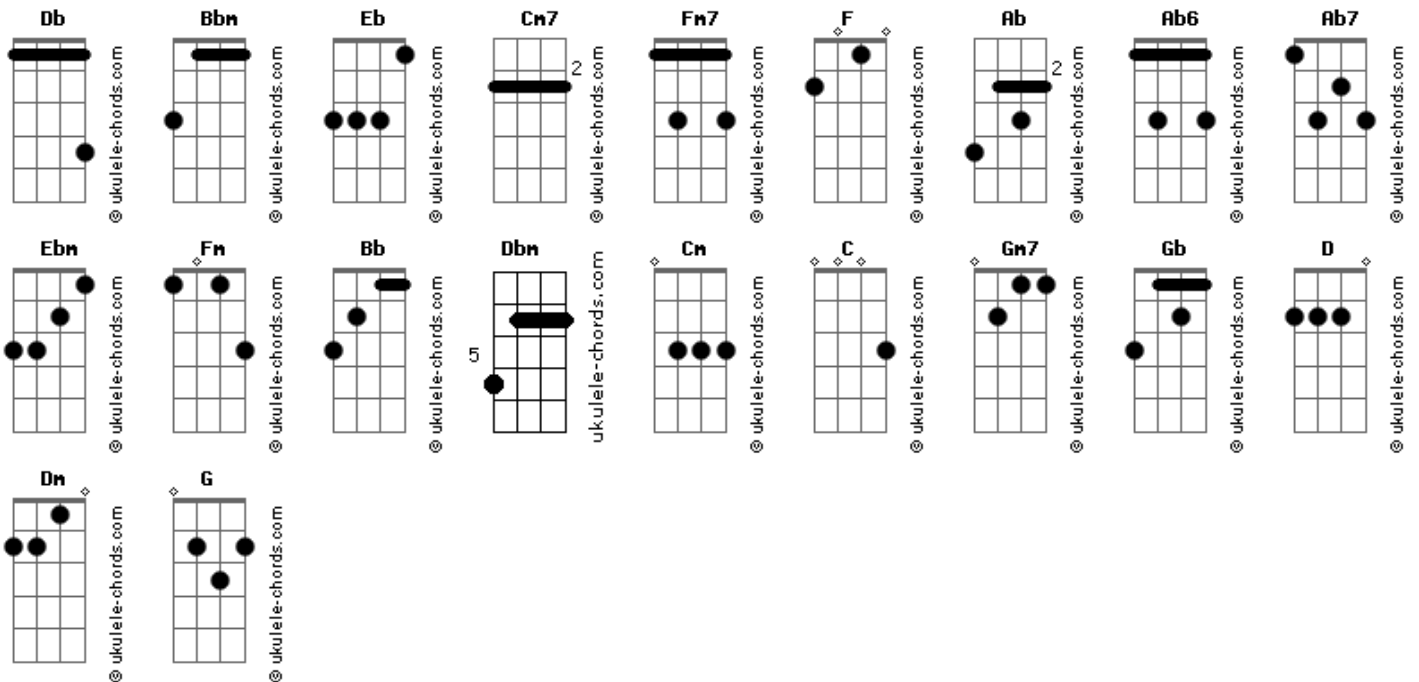 Db Bbm Eb Cm7 Fm7 F Ab Ab6 Ab7
2 2
© ukulele-chords.com © ukulele-chords.com © ukulele-chords.com © ukulele-chords.com © ukulele-chords.com © ukulele-chords.com © ukulele-chords.com © ukulele-chords.com © ukulele-chords.com
Ebm Fm Bb Dbm Cm C Gm7 Gb D
5
© ukulele-chords.com © ukulele-chords.com © ukulele-chords.com ukulele-chords.com © ukulele-chords.com © ukulele-chords.com © ukulele-chords.com © ukulele-chords.com © ukulele-chords.com
Dm G
© ukulele-chords.com © ukulele-chords.com